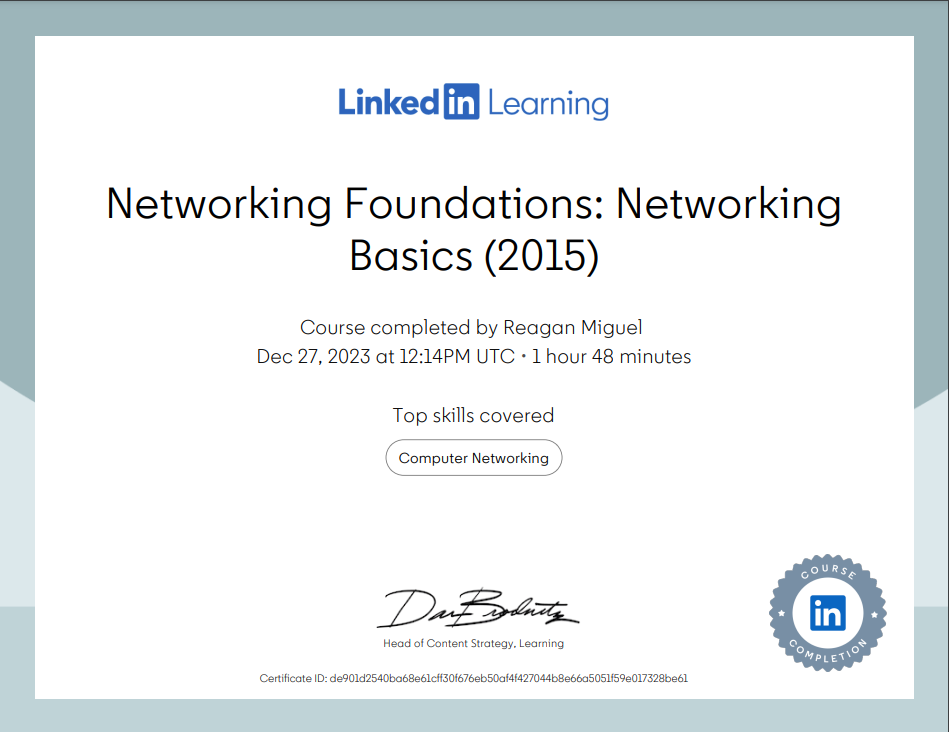 LinkedIn Learning
Networking Foundations: Networking
Basics (2015)
Course completed by Reagan Miguel
Dec 27, 2023 at 12:14PM UTC • 1 hour 48 minutes
Top skills covered
Computer Networking
Dan Brodnitz
Head of Content Strategy, Learning
COURSE
in
COMPLETION
Certificate ID: de901d2540ba68e61cff30f676eb50af4f427044b8e66a5051f59e017328be61